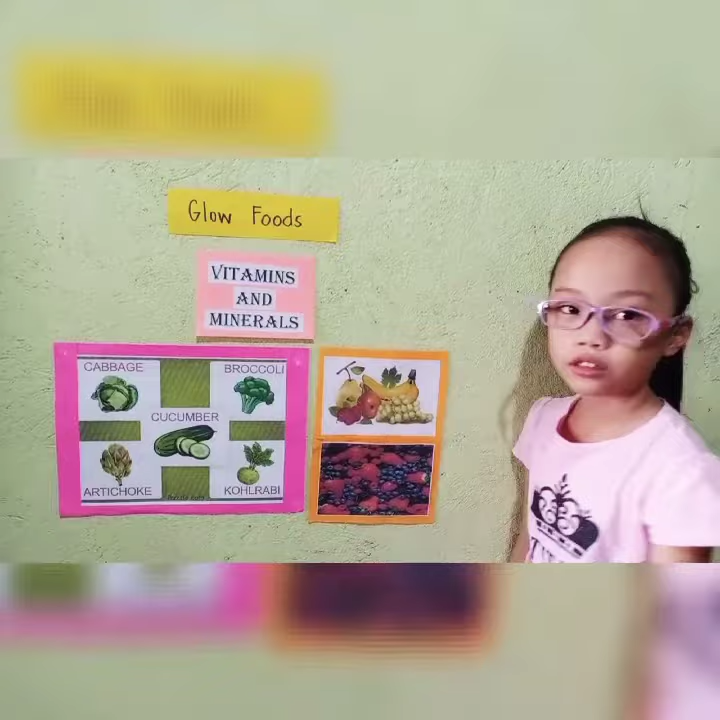 Glow Foods
VITAMINS
AND
MINERALS
CABBAGE
BROCCOLI
CUCUMBER
ARTICHOKE
KOHLRABI